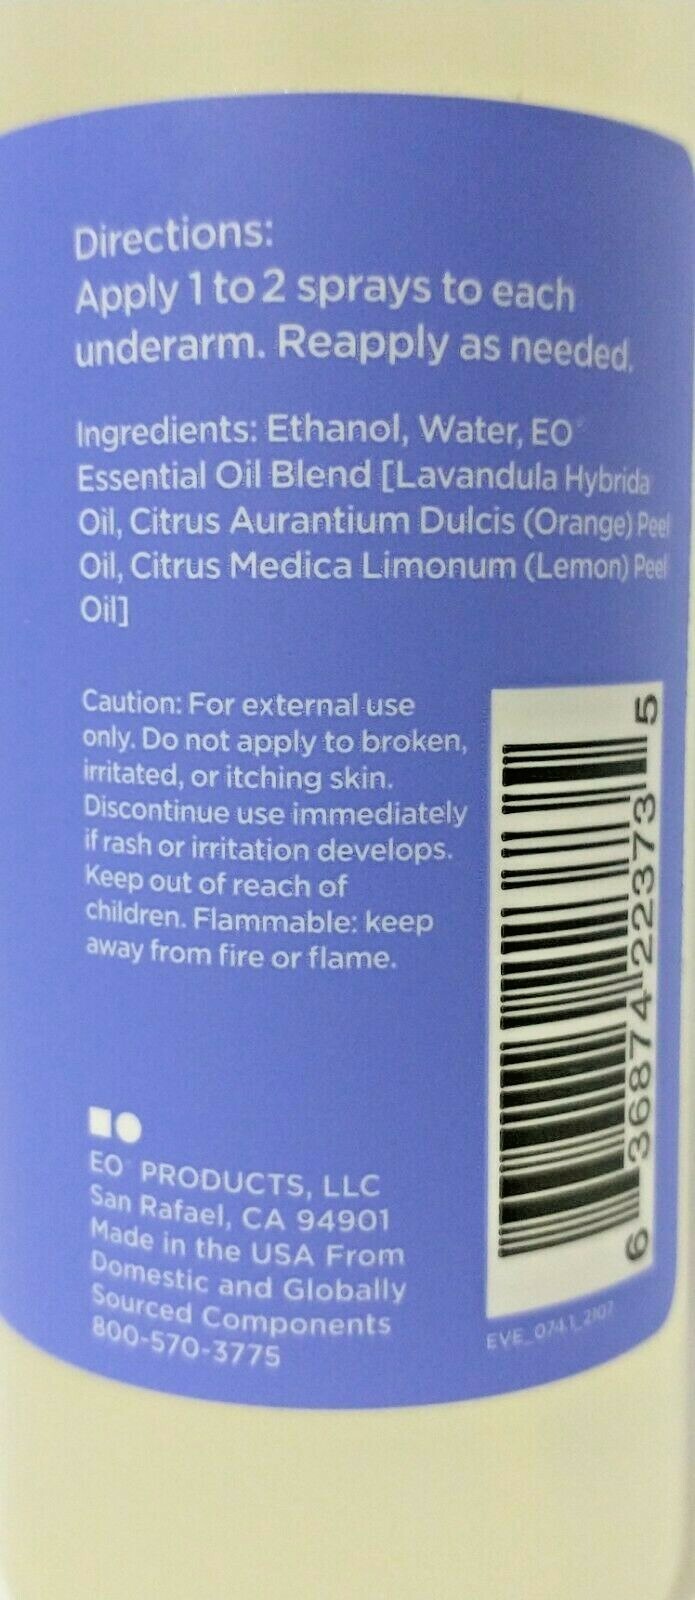 Directions:
Apply 1 to 2 sprays to each
underarm. Reapply as needed.
Ingredients: Ethanol, Water, EO
Essential Oil Blend [Lavandula Hybrida
Oil, Citrus Aurantium Dulcis (Orange) Peel
Oil, Citrus Medica Limonum (Lemon) Peel
Oil]
Caution: For external use
only. Do not apply to broken,
irritated, or itching skin.
Discontinue use immediately
if rash or irritation develops.
Keep out of reach of
children. Flammable: keep
away from fire or flame.
6 36874 22373 5
EO PRODUCTS, LLC
San Rafael, CA 94901
Made in the USA From
Domestic and Globally
Sourced Components
800-570-3775
EVE_074.1_2107